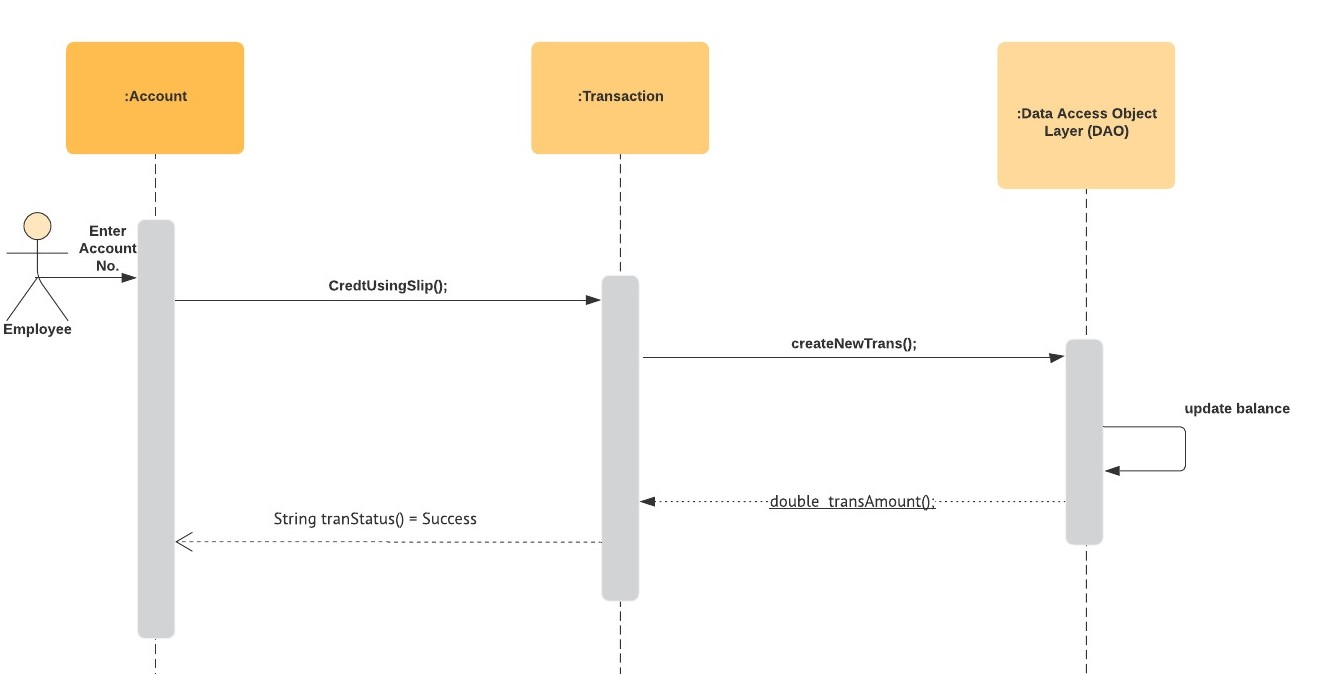 :Account
:Transaction
:Data Access Object
Layer (DAO)
Enter
Account
No.
Employee
CredtUsingSlip();
createNewTrans();
update balance
double  transAmount();
String tranStatus() = Success